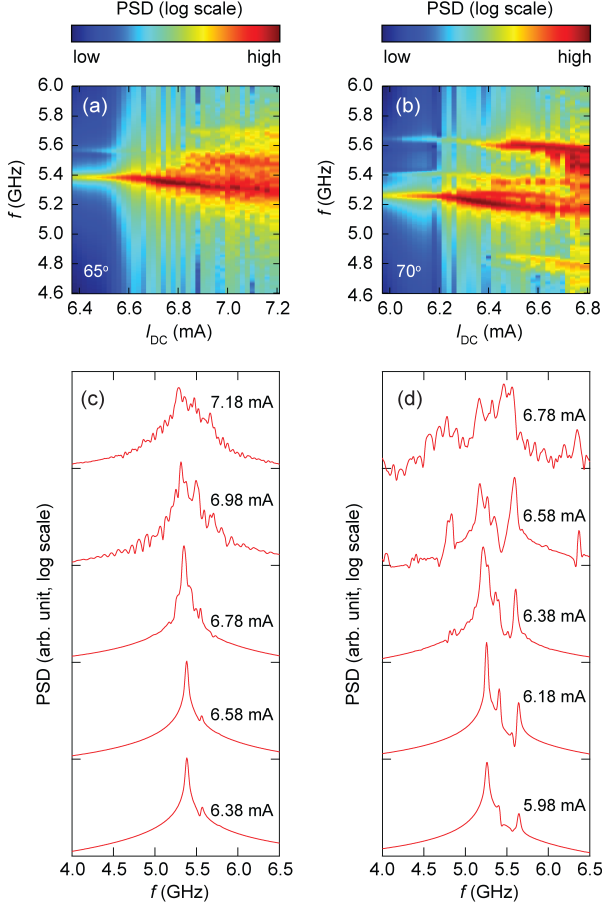 PSD (log scale)
low high
(a)
65°
f (GHz)
6.0
5.8
5.6
5.4
5.2
5.0
4.8
4.6
6.4 6.6 6.8 7.0 7.2
I_DC (mA)
PSD (log scale)
low high
(b)
70°
f (GHz)
6.0
5.8
5.6
5.4
5.2
5.0
4.8
4.6
6.0 6.2 6.4 6.6 6.8
I_DC (mA)
(c)
7.18 mA
6.98 mA
6.78 mA
6.58 mA
6.38 mA
PSD (arb. unit, log scale)
4.0 4.5 5.0 5.5 6.0 6.5
f (GHz)
(d)
6.78 mA
6.58 mA
6.38 mA
6.18 mA
5.98 mA
PSD (arb. unit, log scale)
4.0 4.5 5.0 5.5 6.0 6.5
f (GHz)